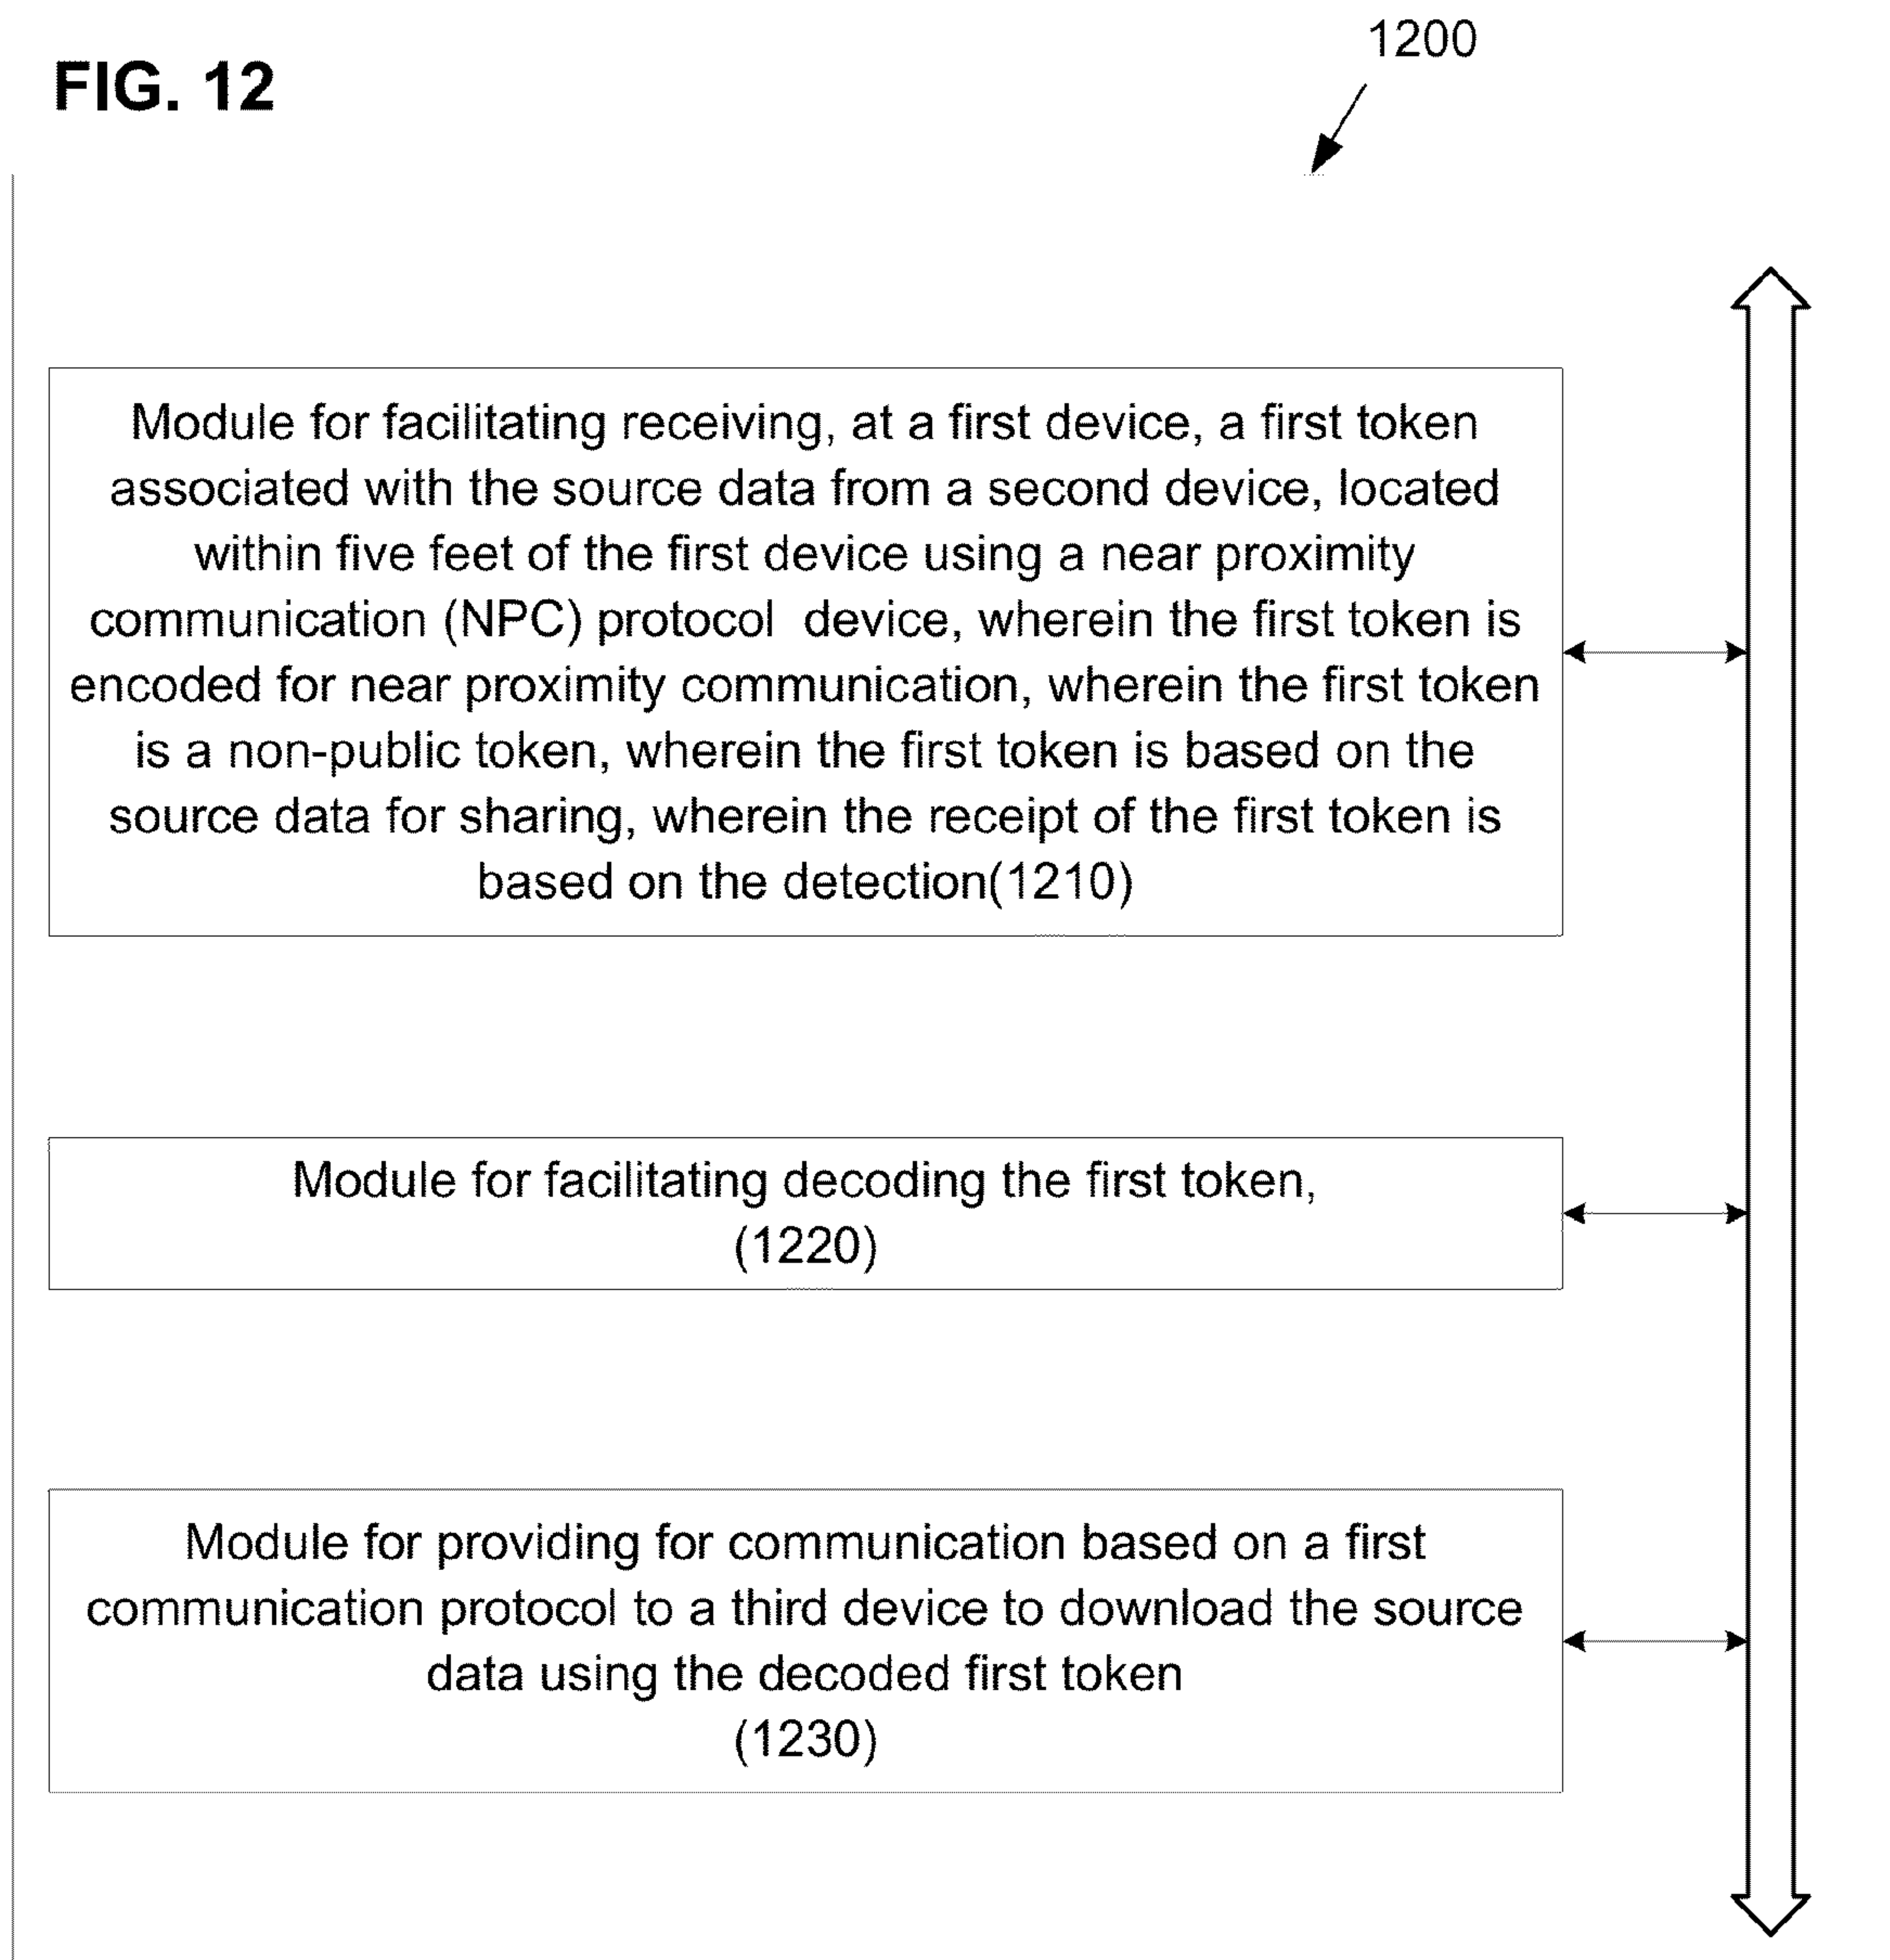 FIG. 12
1200
Module for facilitating receiving, at a first device, a first token
associated with the source data from a second device, located
within five feet of the first device using a near proximity
communication (NPC) protocol  device, wherein the first token is
encoded for near proximity communication, wherein the first token
is a non-public token, wherein the first token is based on the
source data for sharing, wherein the receipt of the first token is
based on the detection(1210)
Module for facilitating decoding the first token,
(1220)
Module for providing for communication based on a first
communication protocol to a third device to download the source
data using the decoded first token
(1230)